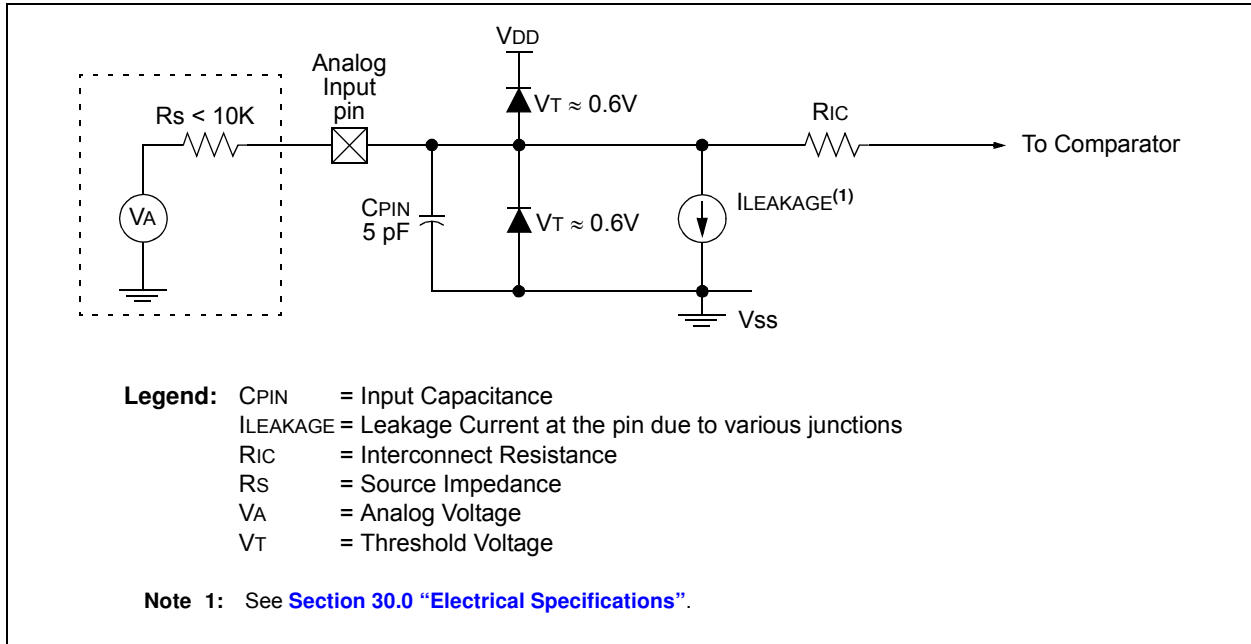 VDD
Analog
Input
pin
Rs < 10K
VT ≈ 0.6V
RIC
To Comparator
VA
CPIN
5 pF
VT ≈ 0.6V
ILEAKAGE(1)
Vss
Legend: CPIN = Input Capacitance
ILEAKAGE = Leakage Current at the pin due to various junctions
RIC = Interconnect Resistance
RS = Source Impedance
VA = Analog Voltage
VT = Threshold Voltage
Note 1: See Section 30.0 “Electrical Specifications”.